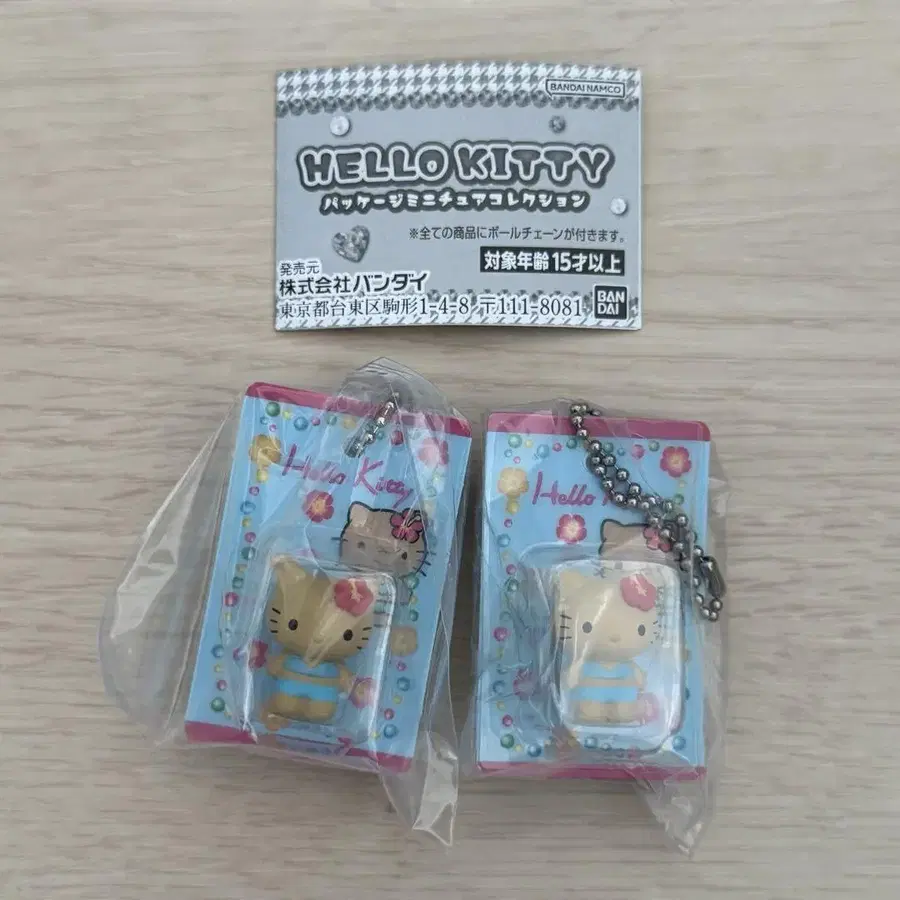 BANDAI NAMCO
HELLO KITTY
パッケージミニチュアコレクション
※全ての商品にボールチェーンが付きます。
対象年齢15才以上
発売元
株式会社バンダイ
東京都台東区駒形1-4-8 〒111-8081
BAN
DAI
Hello Kitty
Hello